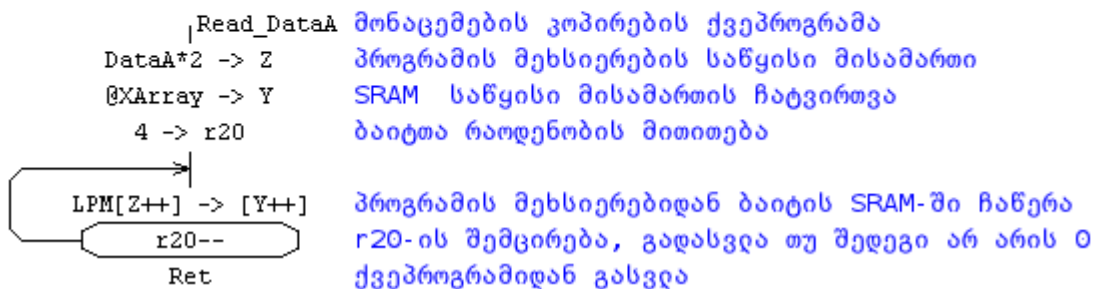 Read_DataA მონაცემების კოპირების ქვეპროგრამა
DataA*2 -> Z პროგრამის მეხსიერების საწყისი მისამართი
@XArray -> Y SRAM საწყისი მისამართის ჩატვირთვა
4 -> r20 ბაიტთა რაოდენობის მითითება
LPM[Z++] -> [Y++] პროგრამის მეხსიერებიდან ბაიტის SRAM-ში ჩაწერა
r20-- r20-ის შემცირება, გადასვლა თუ შედეგი არ არის 0
Ret ქვეპროგრამიდან გასვლა